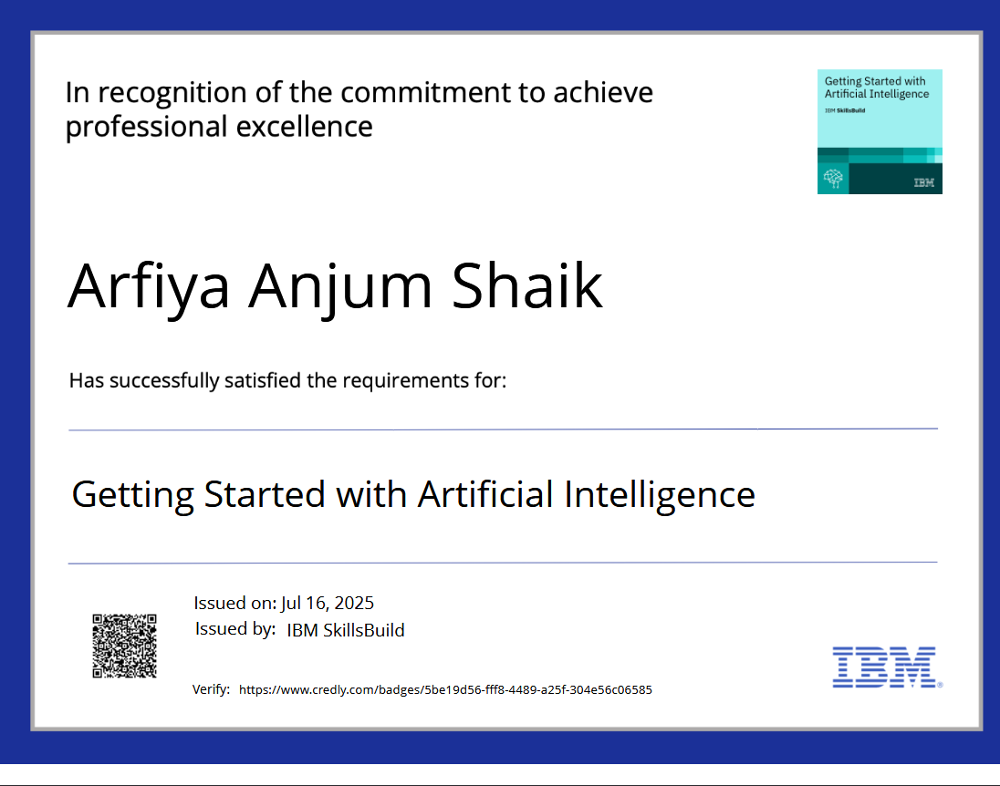 In recognition of the commitment to achieve
professional excellence
Getting Started with
Artificial Intelligence
IBM SkillsBuild
IBM
Arfiya Anjum Shaik
Has successfully satisfied the requirements for:
Getting Started with Artificial Intelligence
Issued on: Jul 16, 2025
Issued by: IBM SkillsBuild
IBM®
Verify: https://www.credly.com/badges/5be19d56-fff8-4489-a25f-304e56c06585